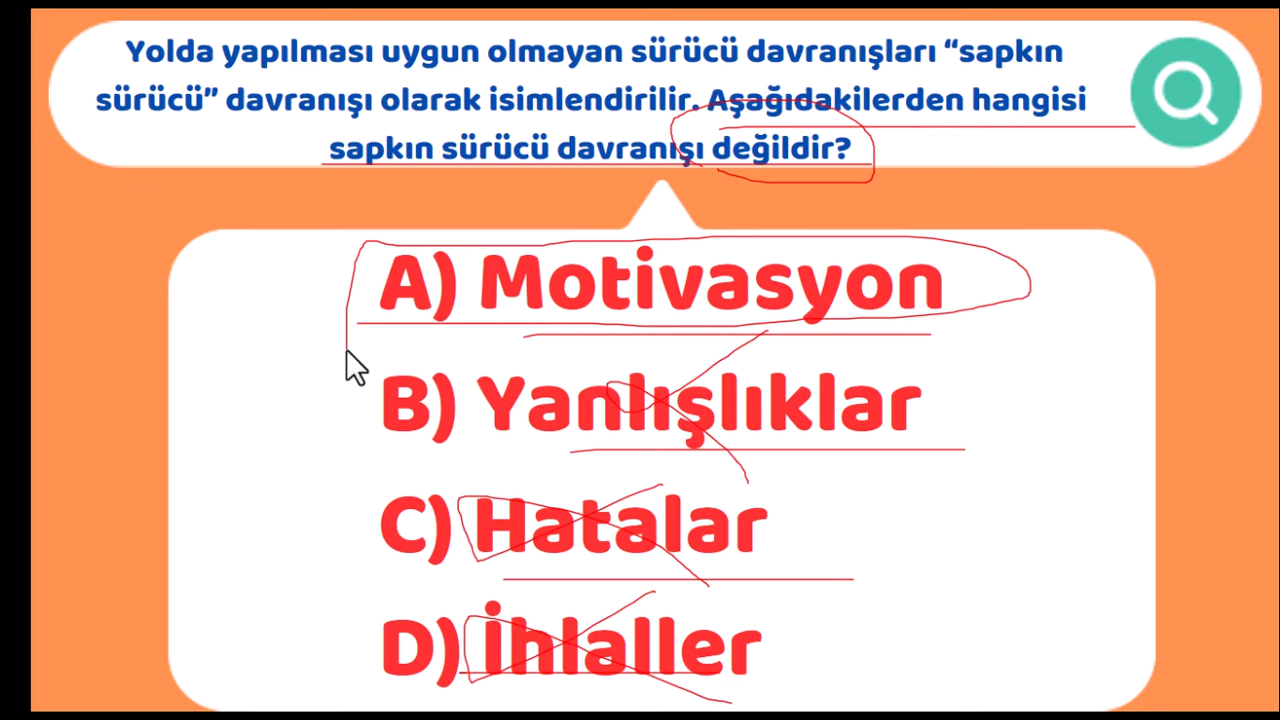 Yolda yapılması uygun olmayan sürücü davranışları “sapkın
sürücü” davranışı olarak isimlendirilir. Aşağıdakilerden hangisi
sapkın sürücü davranışı değildir?
A) Motivasyon
B) Yanlışlıklar
C) Hatalar
D) İhlaller